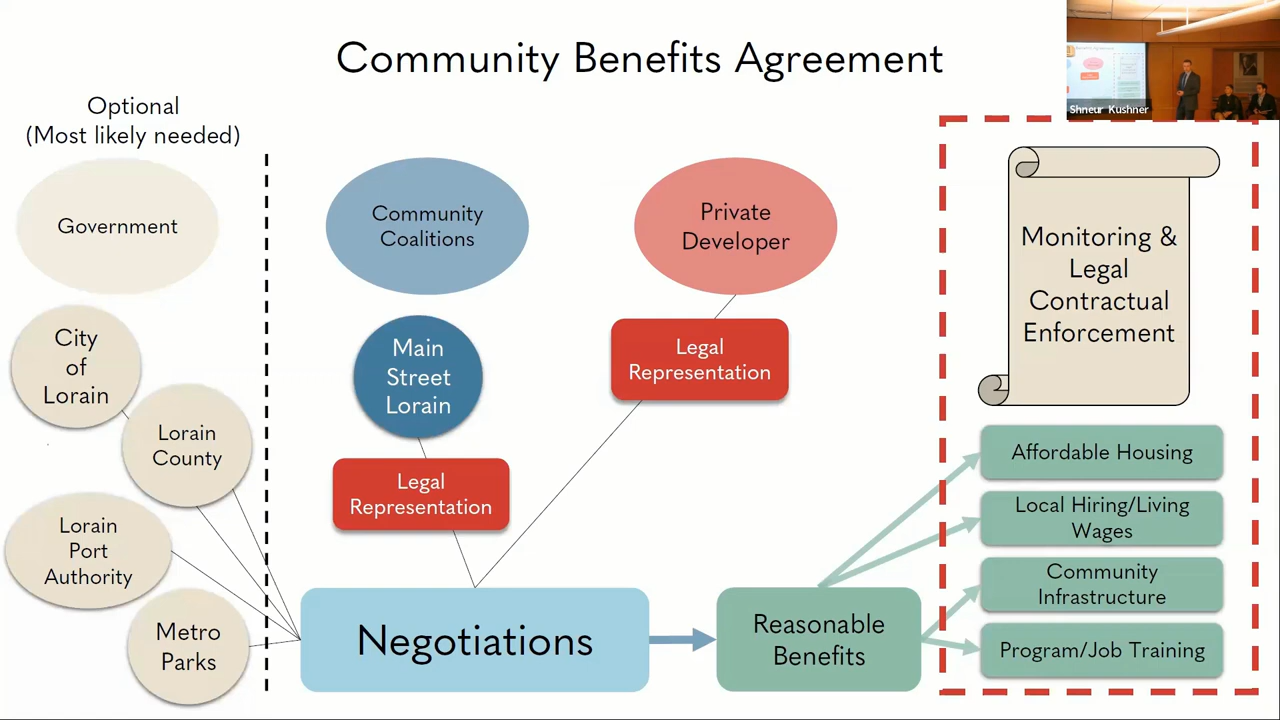 Community Benefits Agreement
Shneur Kushner
Optional
(Most likely needed)
Government
Community
Coalitions
Private
Developer
Monitoring &
Legal
Contractual
Enforcement
City
of
Lorain
Main
Street
Lorain
Legal
Representation
Lorain
County
Legal
Representation
Affordable Housing
Local Hiring/Living
Wages
Lorain
Port
Authority
Community
Infrastructure
Metro
Parks
Negotiations
Reasonable
Benefits
Program/Job Training